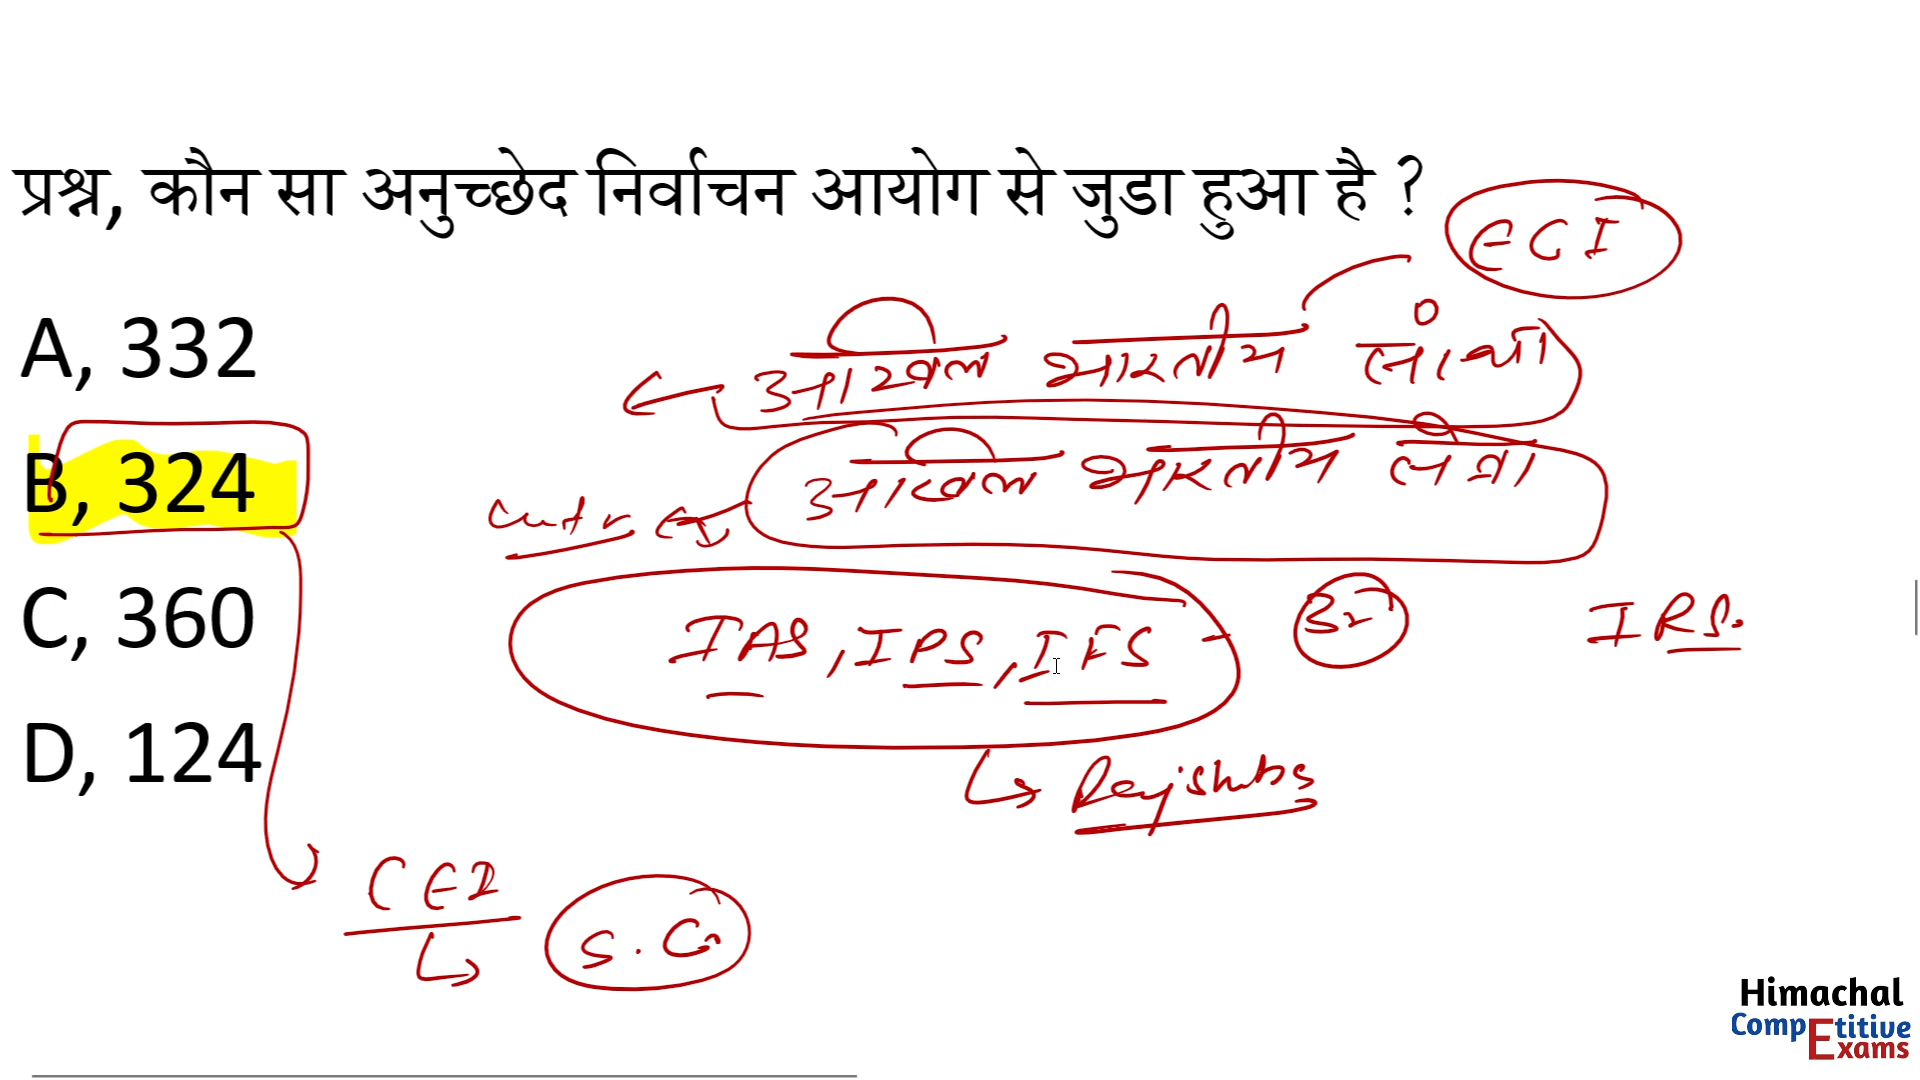 प्रश्न, कौन सा अनुच्छेद निर्वाचन आयोग से जुडा हुआ है ?
ECI
A, 332
अखिल भारतीय
B, 324
अखिल भारतीय सेवा
C, 360
IAS, IPS, IFS
IRS.
D, 124
S.C
Himachal
Competitive
Exams